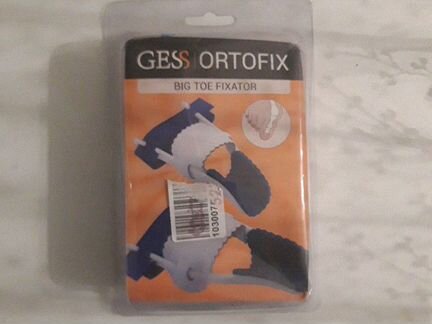 GESS ORTOFIX
BIG TOE FIXATOR